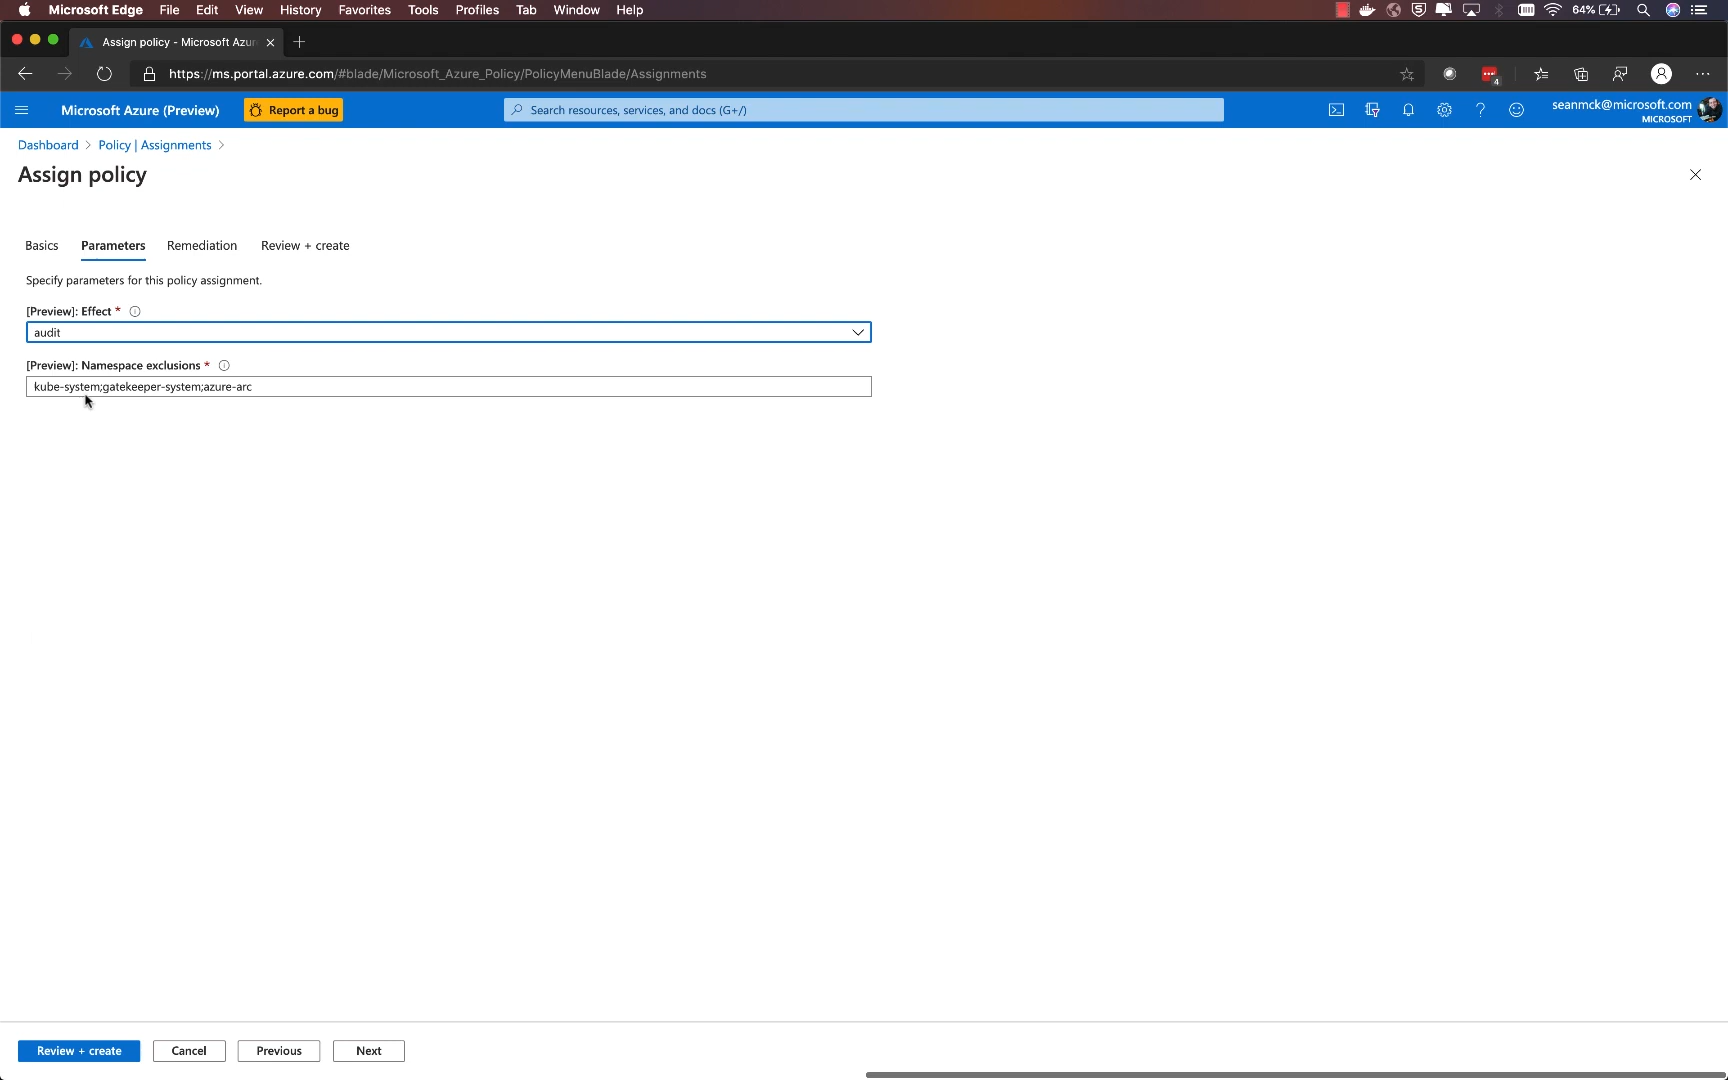 Microsoft Edge File Edit View History Favorites Tools Profiles Tab Window Help 64%
Assign policy - Microsoft Azur
https://ms.portal.azure.com/#blade/Microsoft_Azure_Policy/PolicyMenuBlade/Assignments 4
Microsoft Azure (Preview) Report a bug Search resources, services, and docs (G+/) seanmck@microsoft.com
MICROSOFT
Dashboard > Policy | Assignments >
Assign policy
Basics Parameters Remediation Review + create
Specify parameters for this policy assignment.
[Preview]: Effect *
audit
[Preview]: Namespace exclusions *
kube-system;gatekeeper-system;azure-arc
Review + create Cancel Previous Next